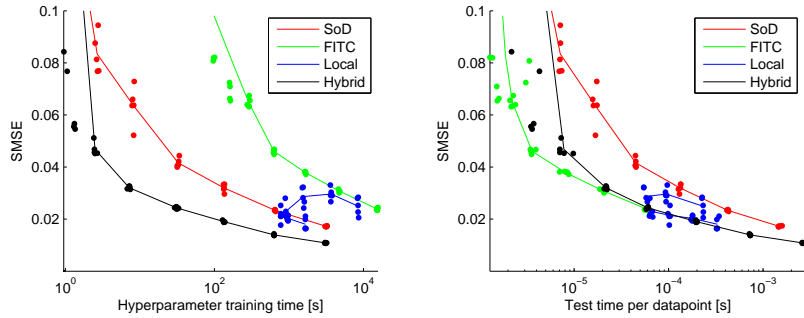 0.1
0.08
0.06
0.04
0.02
SMSE
10^0
10^2
10^4
Hyperparameter training time [s]
SoD
FITC
Local
Hybrid
0.1
0.08
0.06
0.04
0.02
SMSE
10^-5
10^-4
10^-3
Test time per datapoint [s]
SoD
FITC
Local
Hybrid